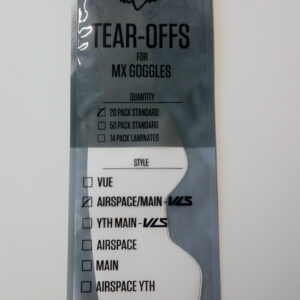 TEAR-OFFS
FOR
MX GOGGLES
QUANTITY
20 PACK STANDARD
50 PACK STANDARD
14 PACK LAMINATES
STYLE
VUE
AIRSPACE/MAIN-VLS
YTH MAIN-VLS
AIRSPACE
MAIN
AIRSPACE YTH